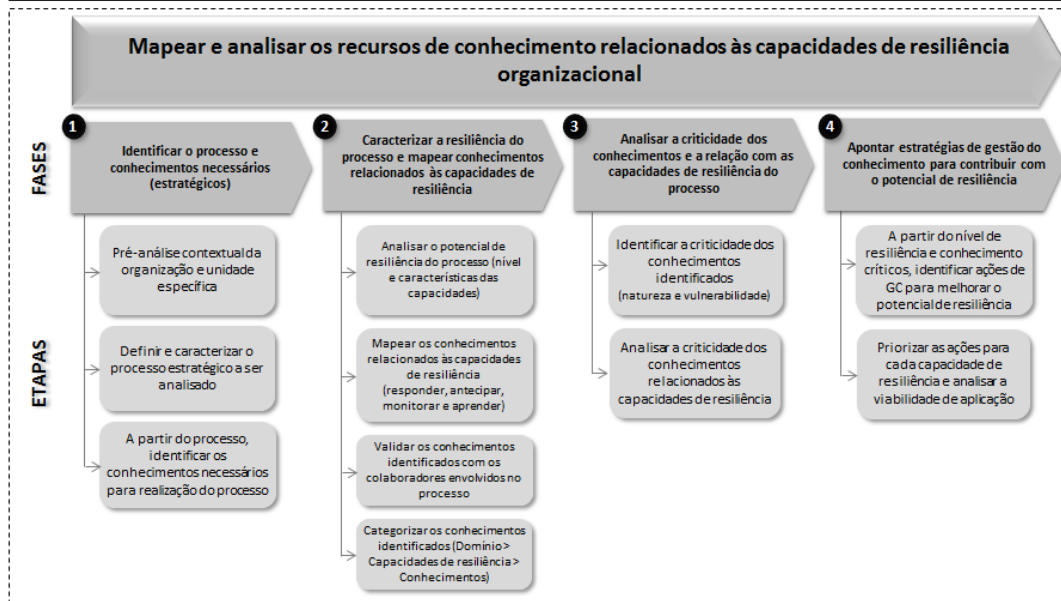 Mapear e analisar os recursos de conhecimento relacionados às capacidades de resiliência
organizacional
FASES
1
Identificar o processo e
conhecimentos necessários
(estratégicos)
2
Caracterizar a resiliência do
processo e mapear conhecimentos
relacionados às capacidades de
resiliência
3
Analisar a criticidade dos
conhecimentos e a relação com as
capacidades de resiliência do
processo
4
Apontar estratégias de gestão do
conhecimento para contribuir com
o potencial de resiliência
ETAPAS
Pré-análise contextual da
organização e unidade
específica
Definir e caracterizar o
processo estratégico a ser
analisado
A partir do processo,
identificar os
conhecimentos necessários
para realização do processo
Analisar o potencial de
resiliência do processo (nível
e características das
capacidades)
Mapear os conhecimentos
relacionados às capacidades
de resiliência
(responder, antecipar,
monitorar e aprender)
Validar os conhecimentos
identificados com os
colaboradores envolvidos no
processo
Categorizar os conhecimentos
identificados (Domínio >
Capacidades de resiliência >
Conhecimentos)
Identificar a criticidade dos
conhecimentos
identificados
(natureza e vulnerabilidade)
Analisar a criticidade dos
conhecimentos
relacionados às
capacidades de resiliência
A partir do nível de
resiliência e conhecimento
críticos, identificar ações de
GC para melhorar o
potencial de resiliência
Priorizar as ações para
cada capacidade de
resiliência e analisar a
viabilidade de aplicação